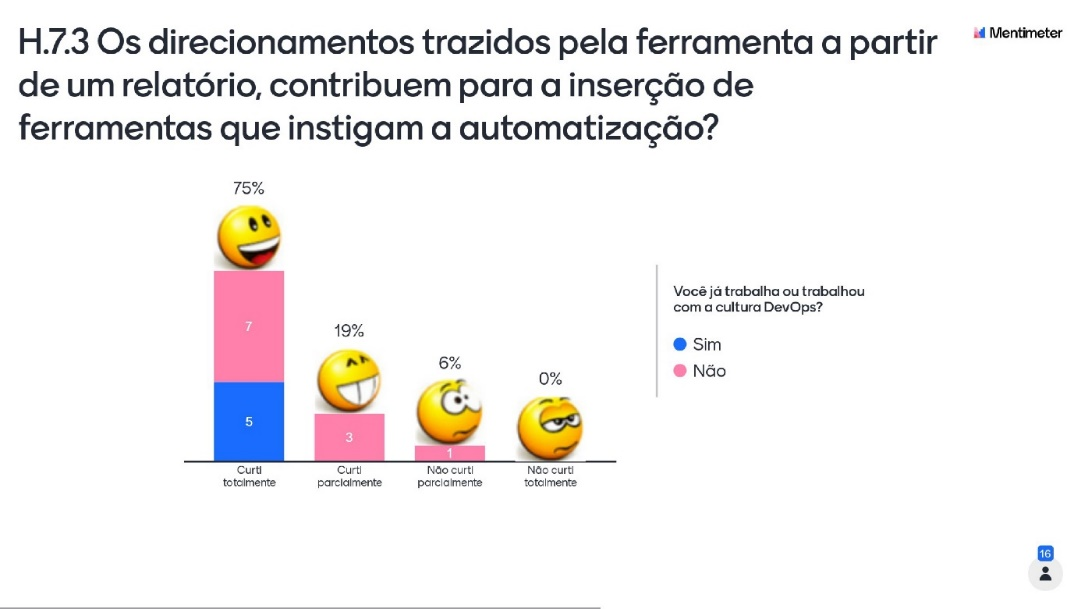 H.7.3 Os direcionamentos trazidos pela ferramenta a partir
de um relatório, contribuem para a inserção de
ferramentas que instigam a automatização?
Mentimeter
75%
7
5
19%
3
6%
1
0%
Curti
totalmente
Curti
parcialmente
Não curti
parcialmente
Não curti
totalmente
Você já trabalha ou trabalhou
com a cultura DevOps?
Sim
Não
16